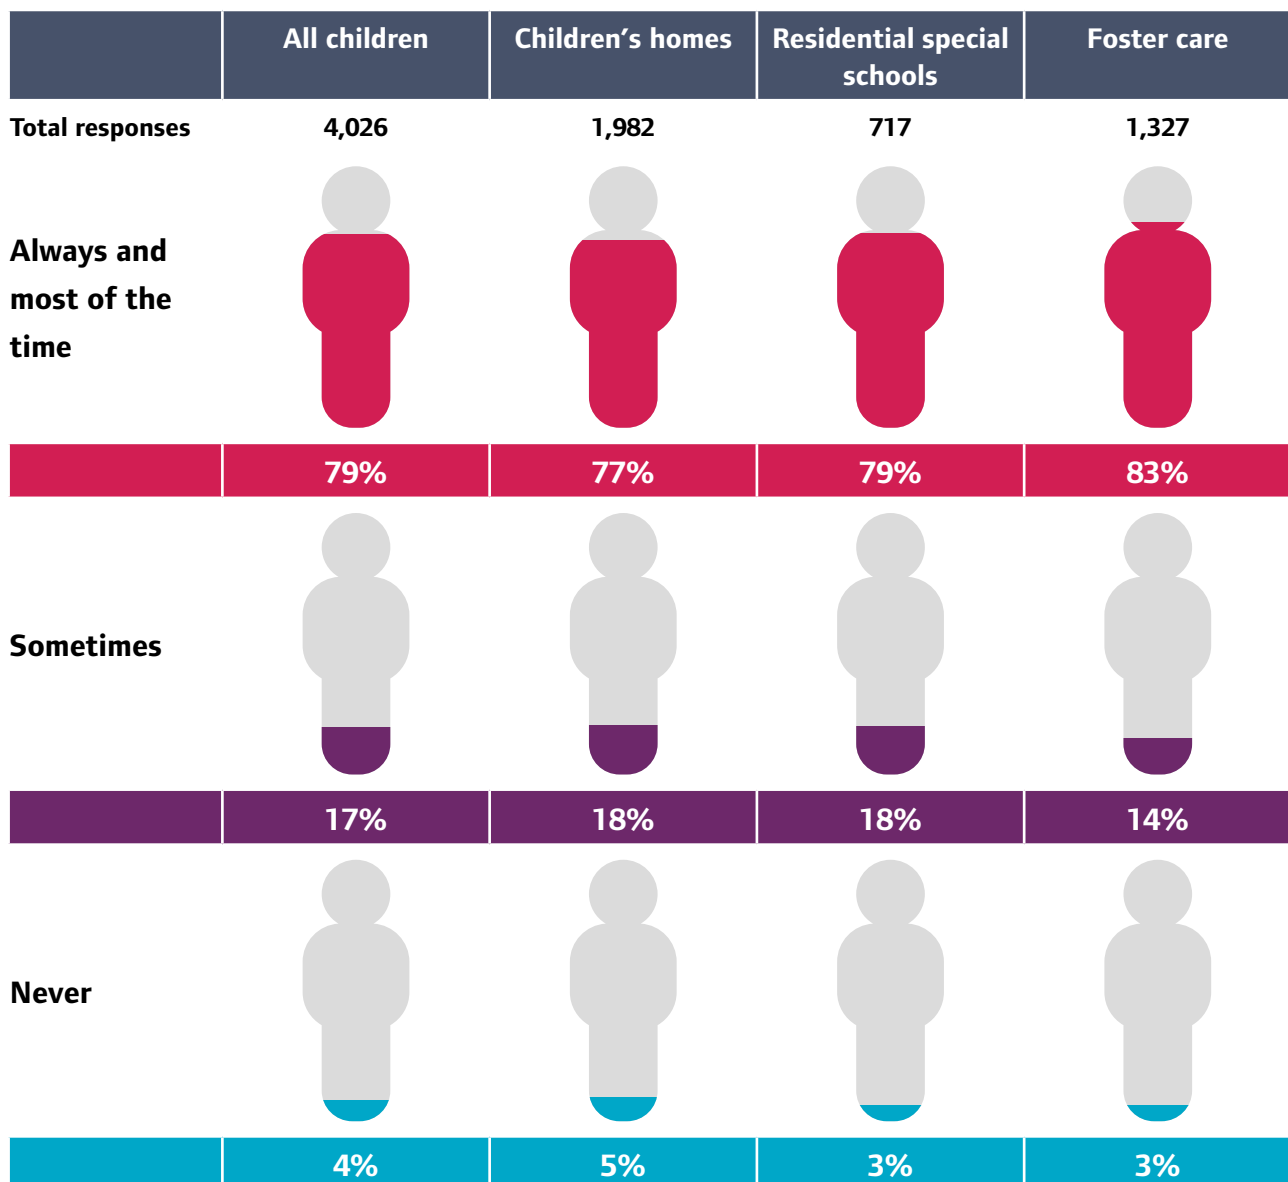 All children Children’s homes Residential special schools Foster care
Total responses 4,026 1,982 717 1,327
Always and
most of the
time
79% 77% 79% 83%
Sometimes
17% 18% 18% 14%
Never
4% 5% 3% 3%